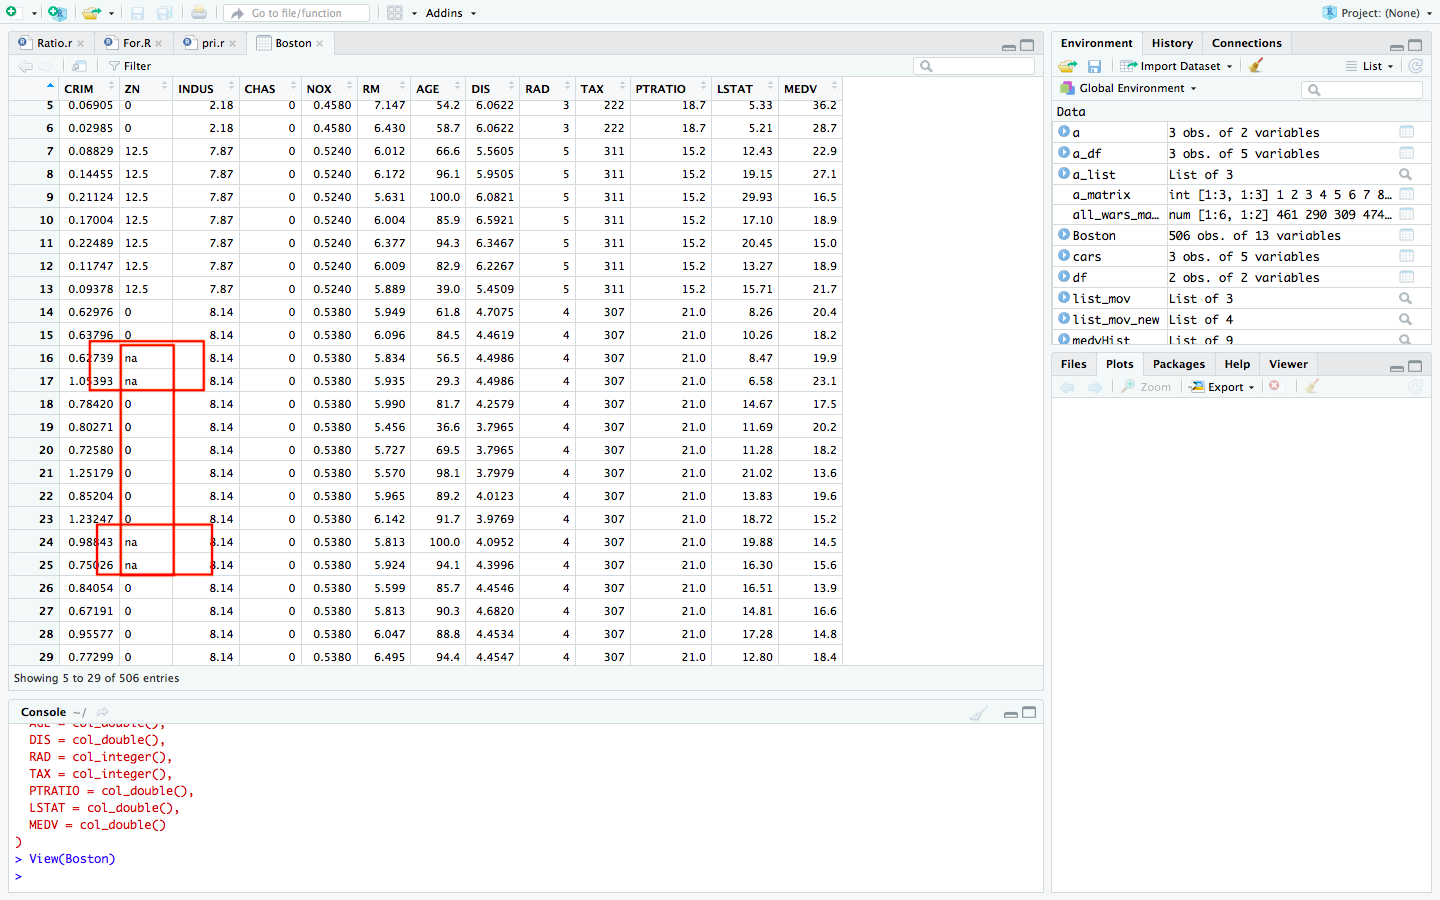 Go to file/function Addins Project: (None)
Ratio.r For.R pri.r Boston
Filter
CRIM ZN INDUS CHAS NOX RM AGE DIS RAD TAX PTRATIO LSTAT MEDV
5 0.06905 0 2.18 0 0.4580 7.147 54.2 6.0622 3 222 18.7 5.33 36.2
6 0.02985 0 2.18 0 0.4580 6.430 58.7 6.0622 3 222 18.7 5.21 28.7
7 0.08829 12.5 7.87 0 0.5240 6.012 66.6 5.5605 5 311 15.2 12.43 22.9
8 0.14455 12.5 7.87 0 0.5240 6.172 96.1 5.9505 5 311 15.2 19.15 27.1
9 0.21124 12.5 7.87 0 0.5240 5.631 100.0 6.0821 5 311 15.2 29.93 16.5
10 0.17004 12.5 7.87 0 0.5240 6.004 85.9 6.5921 5 311 15.2 17.10 18.9
11 0.22489 12.5 7.87 0 0.5240 6.377 94.3 6.3467 5 311 15.2 20.45 15.0
12 0.11747 12.5 7.87 0 0.5240 6.009 82.9 6.2267 5 311 15.2 13.27 18.9
13 0.09378 12.5 7.87 0 0.5240 5.889 39.0 5.4509 5 311 15.2 15.71 21.7
14 0.62976 0 8.14 0 0.5380 5.949 61.8 4.7075 4 307 21.0 8.26 20.4
15 0.63796 0 8.14 0 0.5380 6.096 84.5 4.4619 4 307 21.0 10.26 18.2
16 0.62739 na 8.14 0 0.5380 5.834 56.5 4.4986 4 307 21.0 8.47 19.9
17 1.05393 na 8.14 0 0.5380 5.935 29.3 4.4986 4 307 21.0 6.58 23.1
18 0.78420 0 8.14 0 0.5380 5.990 81.7 4.2579 4 307 21.0 14.67 17.5
19 0.80271 0 8.14 0 0.5380 5.456 36.6 3.7965 4 307 21.0 11.69 20.2
20 0.72580 0 8.14 0 0.5380 5.727 69.5 3.7965 4 307 21.0 11.28 18.2
21 1.25179 0 8.14 0 0.5380 5.570 98.1 3.7979 4 307 21.0 21.02 13.6
22 0.85204 0 8.14 0 0.5380 5.965 89.2 4.0123 4 307 21.0 13.83 19.6
23 1.23247 0 8.14 0 0.5380 6.142 91.7 3.9769 4 307 21.0 18.72 15.2
24 0.98843 na 8.14 0 0.5380 5.813 100.0 4.0952 4 307 21.0 19.88 14.5
25 0.75026 na 8.14 0 0.5380 5.924 94.1 4.3996 4 307 21.0 16.30 15.6
26 0.84054 0 8.14 0 0.5380 5.599 85.7 4.4546 4 307 21.0 16.51 13.9
27 0.67191 0 8.14 0 0.5380 5.813 90.3 4.6820 4 307 21.0 14.81 16.6
28 0.95577 0 8.14 0 0.5380 6.047 88.8 4.4534 4 307 21.0 17.28 14.8
29 0.77299 0 8.14 0 0.5380 6.495 94.4 4.4547 4 307 21.0 12.80 18.4
Showing 5 to 29 of 506 entries
Console ~/
AGE = col_double(),
DIS = col_double(),
RAD = col_integer(),
TAX = col_integer(),
PTRATIO = col_double(),
LSTAT = col_double(),
MEDV = col_double()
)
> View(Boston)
>
Environment History Connections
Import Dataset List
Global Environment
Data
a 3 obs. of 2 variables
a_df 3 obs. of 5 variables
a_list List of 3
a_matrix int [1:3, 1:3] 1 2 3 4 5 6 7 8…
all_wars_ma… num [1:6, 1:2] 461 290 309 474…
Boston 506 obs. of 13 variables
cars 3 obs. of 5 variables
df 2 obs. of 2 variables
list_mov List of 3
list_mov_new List of 4
medvHist List of 9
Files Plots Packages Help Viewer
Zoom Export